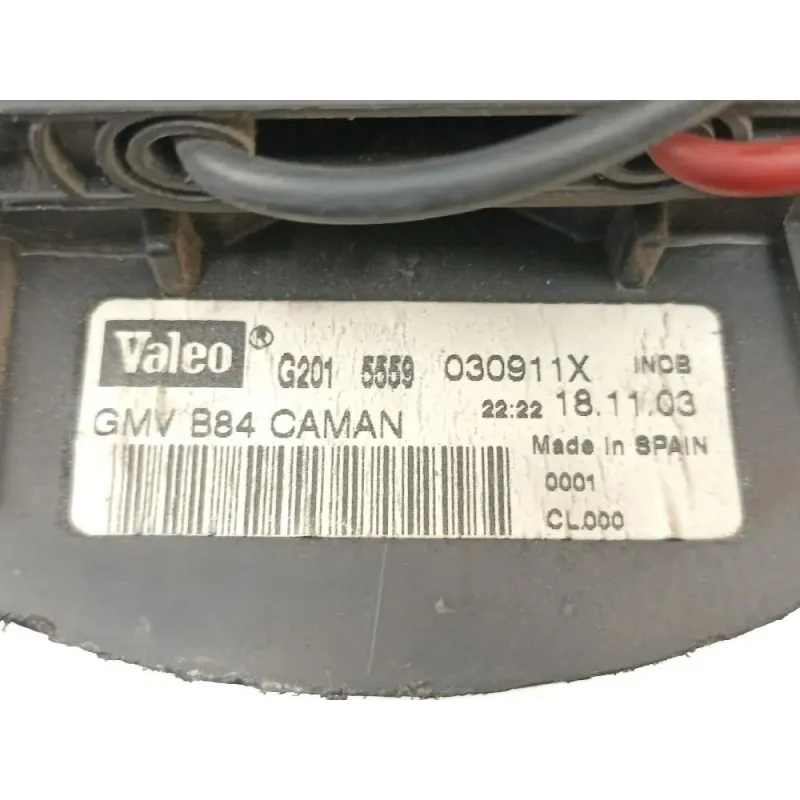 Valeo® G201 5559 030911X INDB
GMV B84 CAMAN 22:22 18.11.03
Made in SPAIN
0001
CL.000